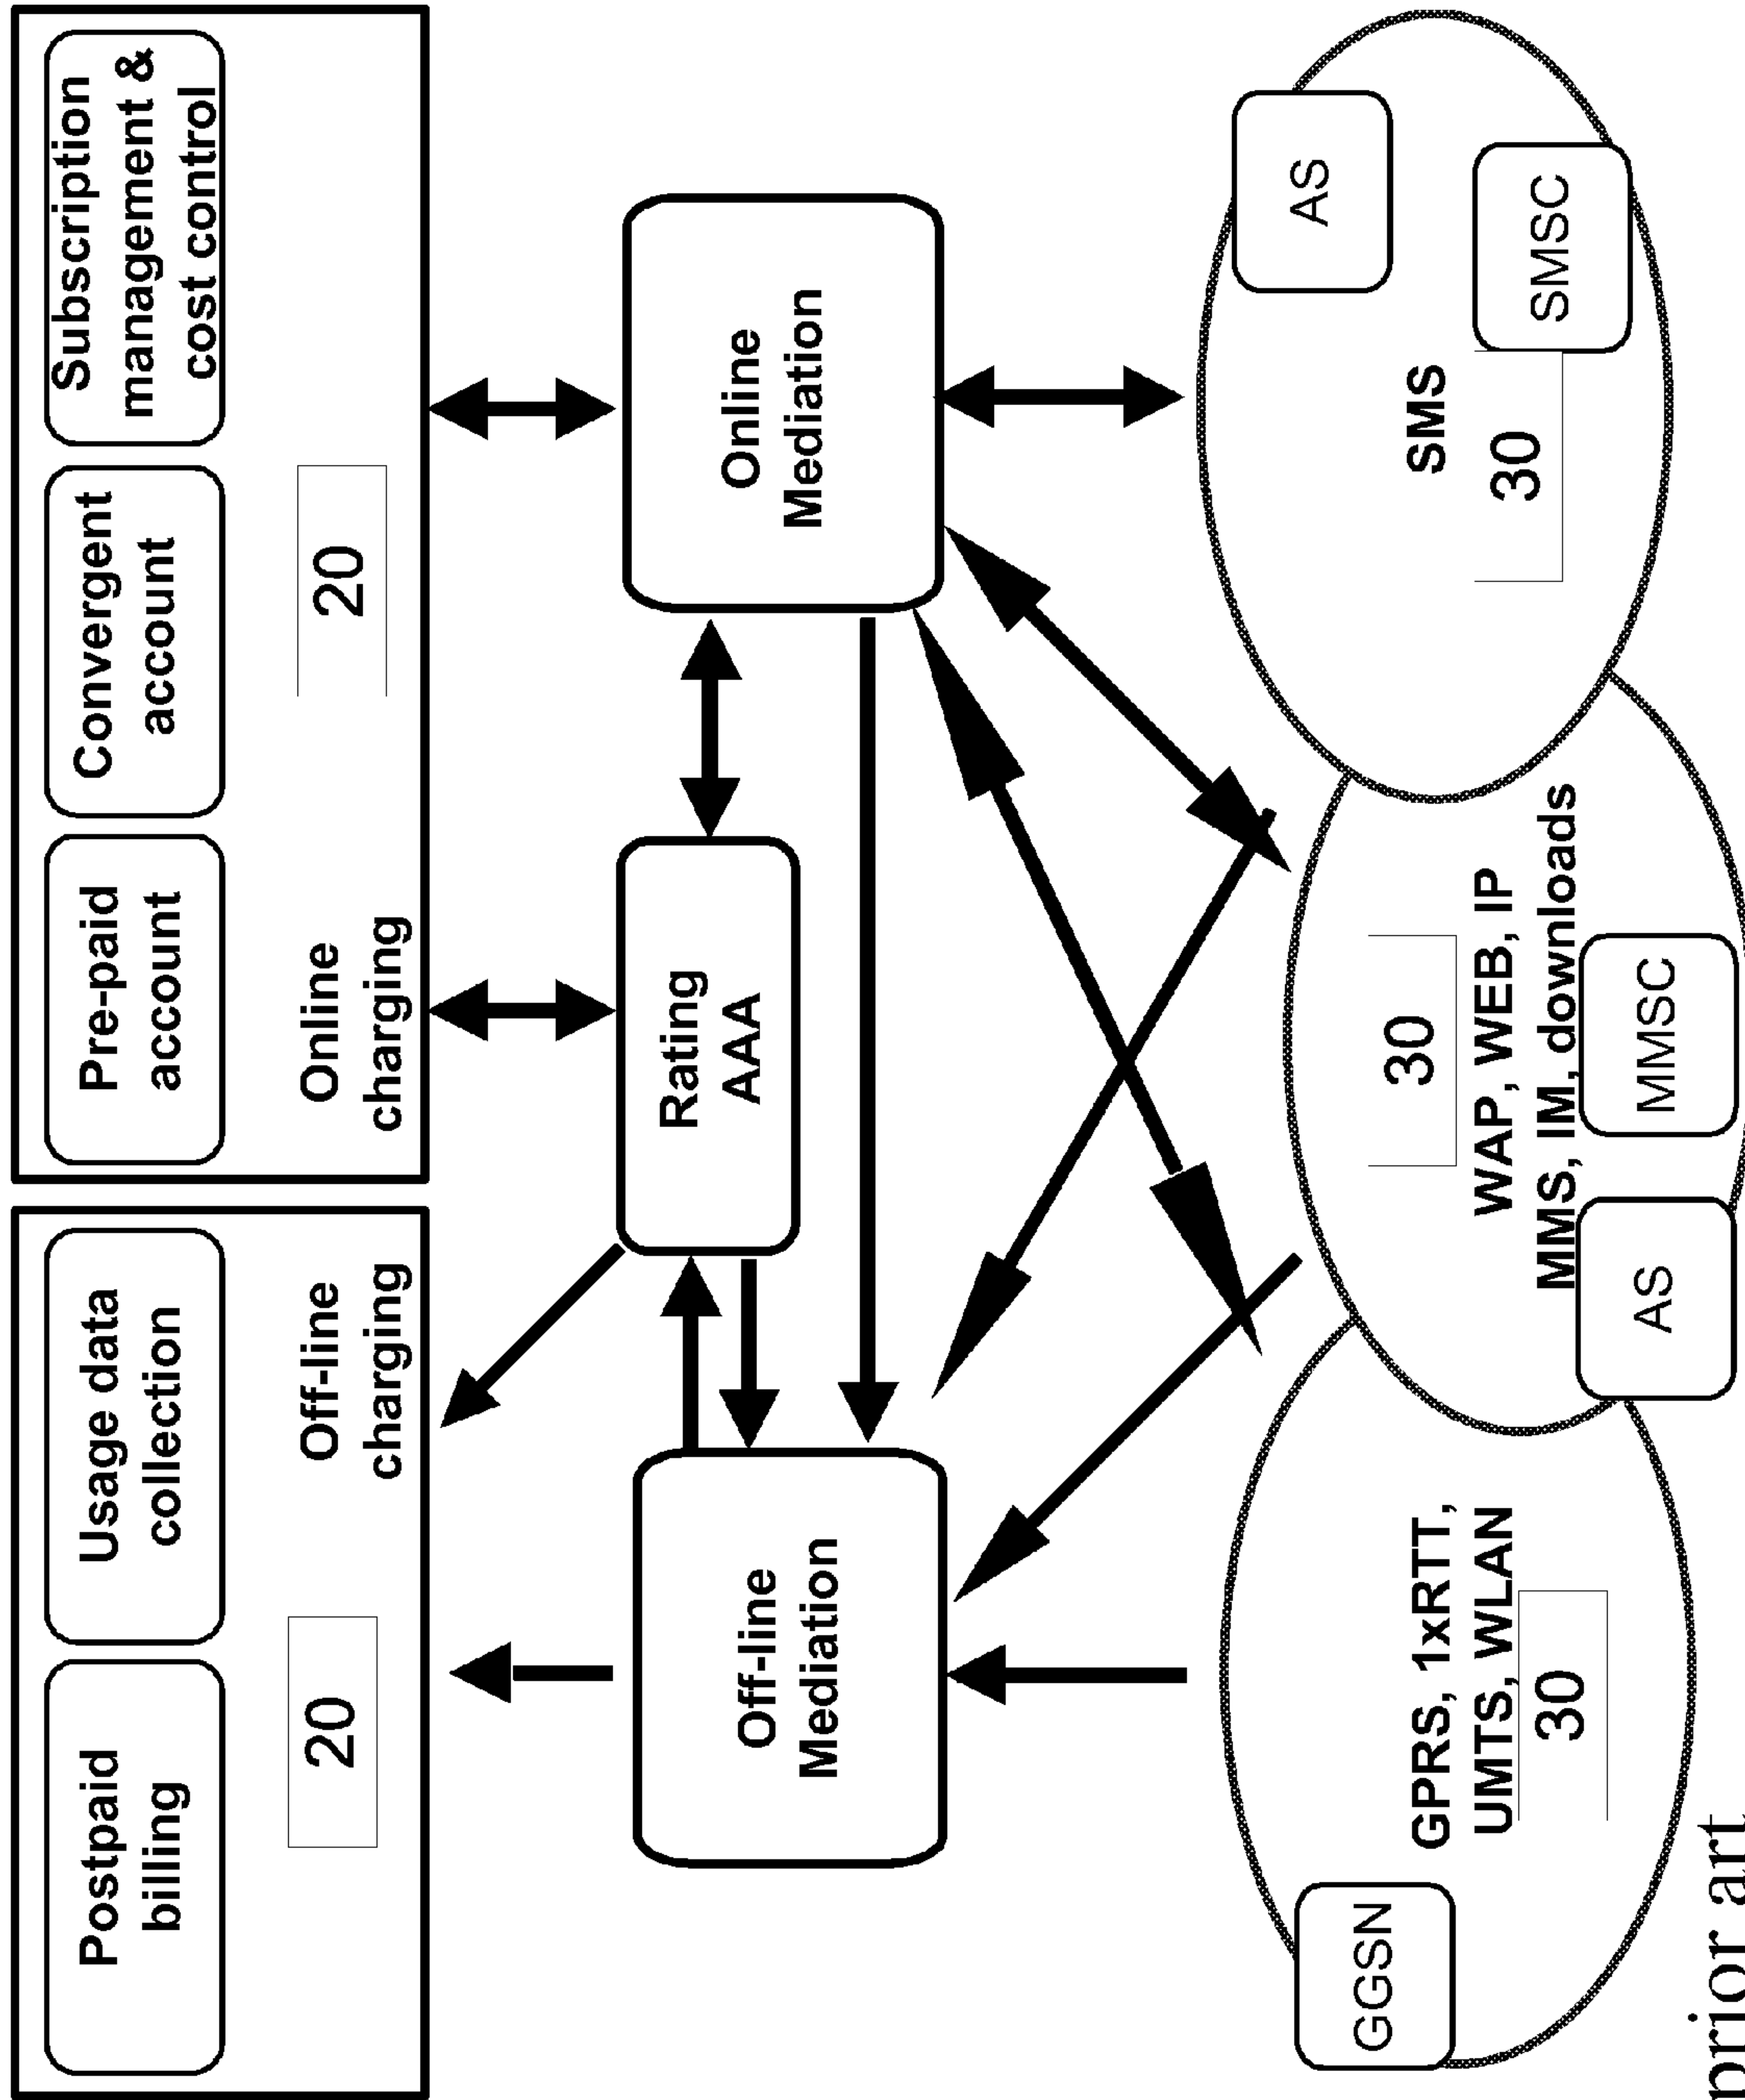 Postpaid
billing
Usage data
collection
20
Off-line
charging
Pre-paid
account
Convergent
account
Subscription
management &
cost control
Online
charging
20
Off-line
Mediation
Rating
AAA
Online
Mediation
GGSN
GPRS, 1xRTT,
UMTS, WLAN
30
30
WAP, WEB, IP
MMS, IM, downloads
AS
MMSC
SMS
30
AS
SMSC
prior art